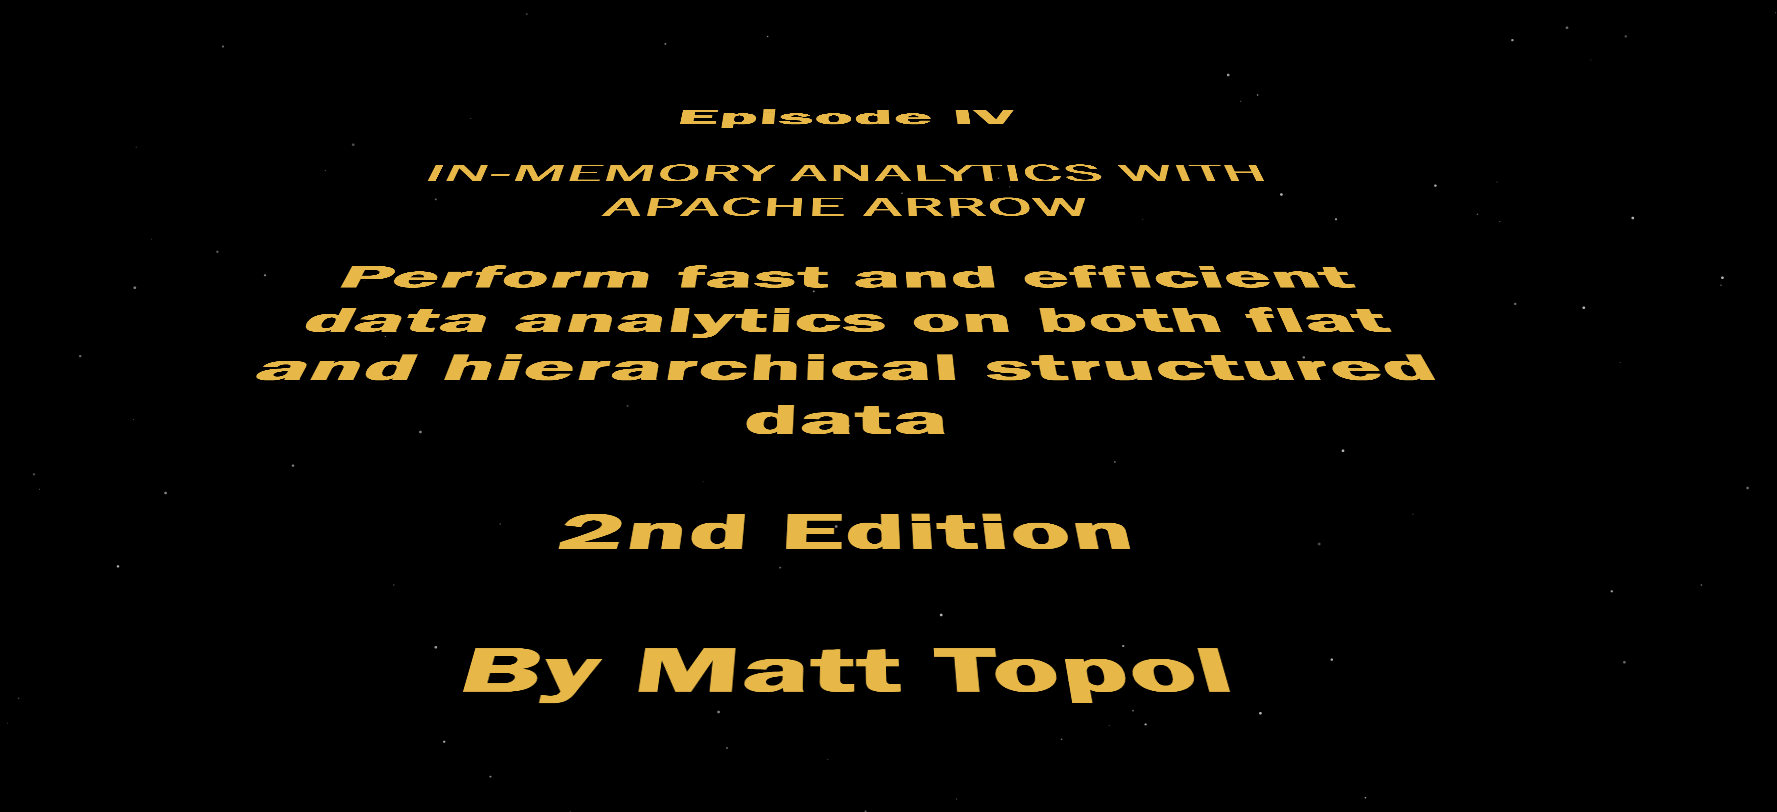 Episode IV
IN-MEMORY ANALYTICS WITH
APACHE ARROW
Perform fast and efficient
data analytics on both flat
and hierarchical structured
data
2nd Edition
By Matt Topol